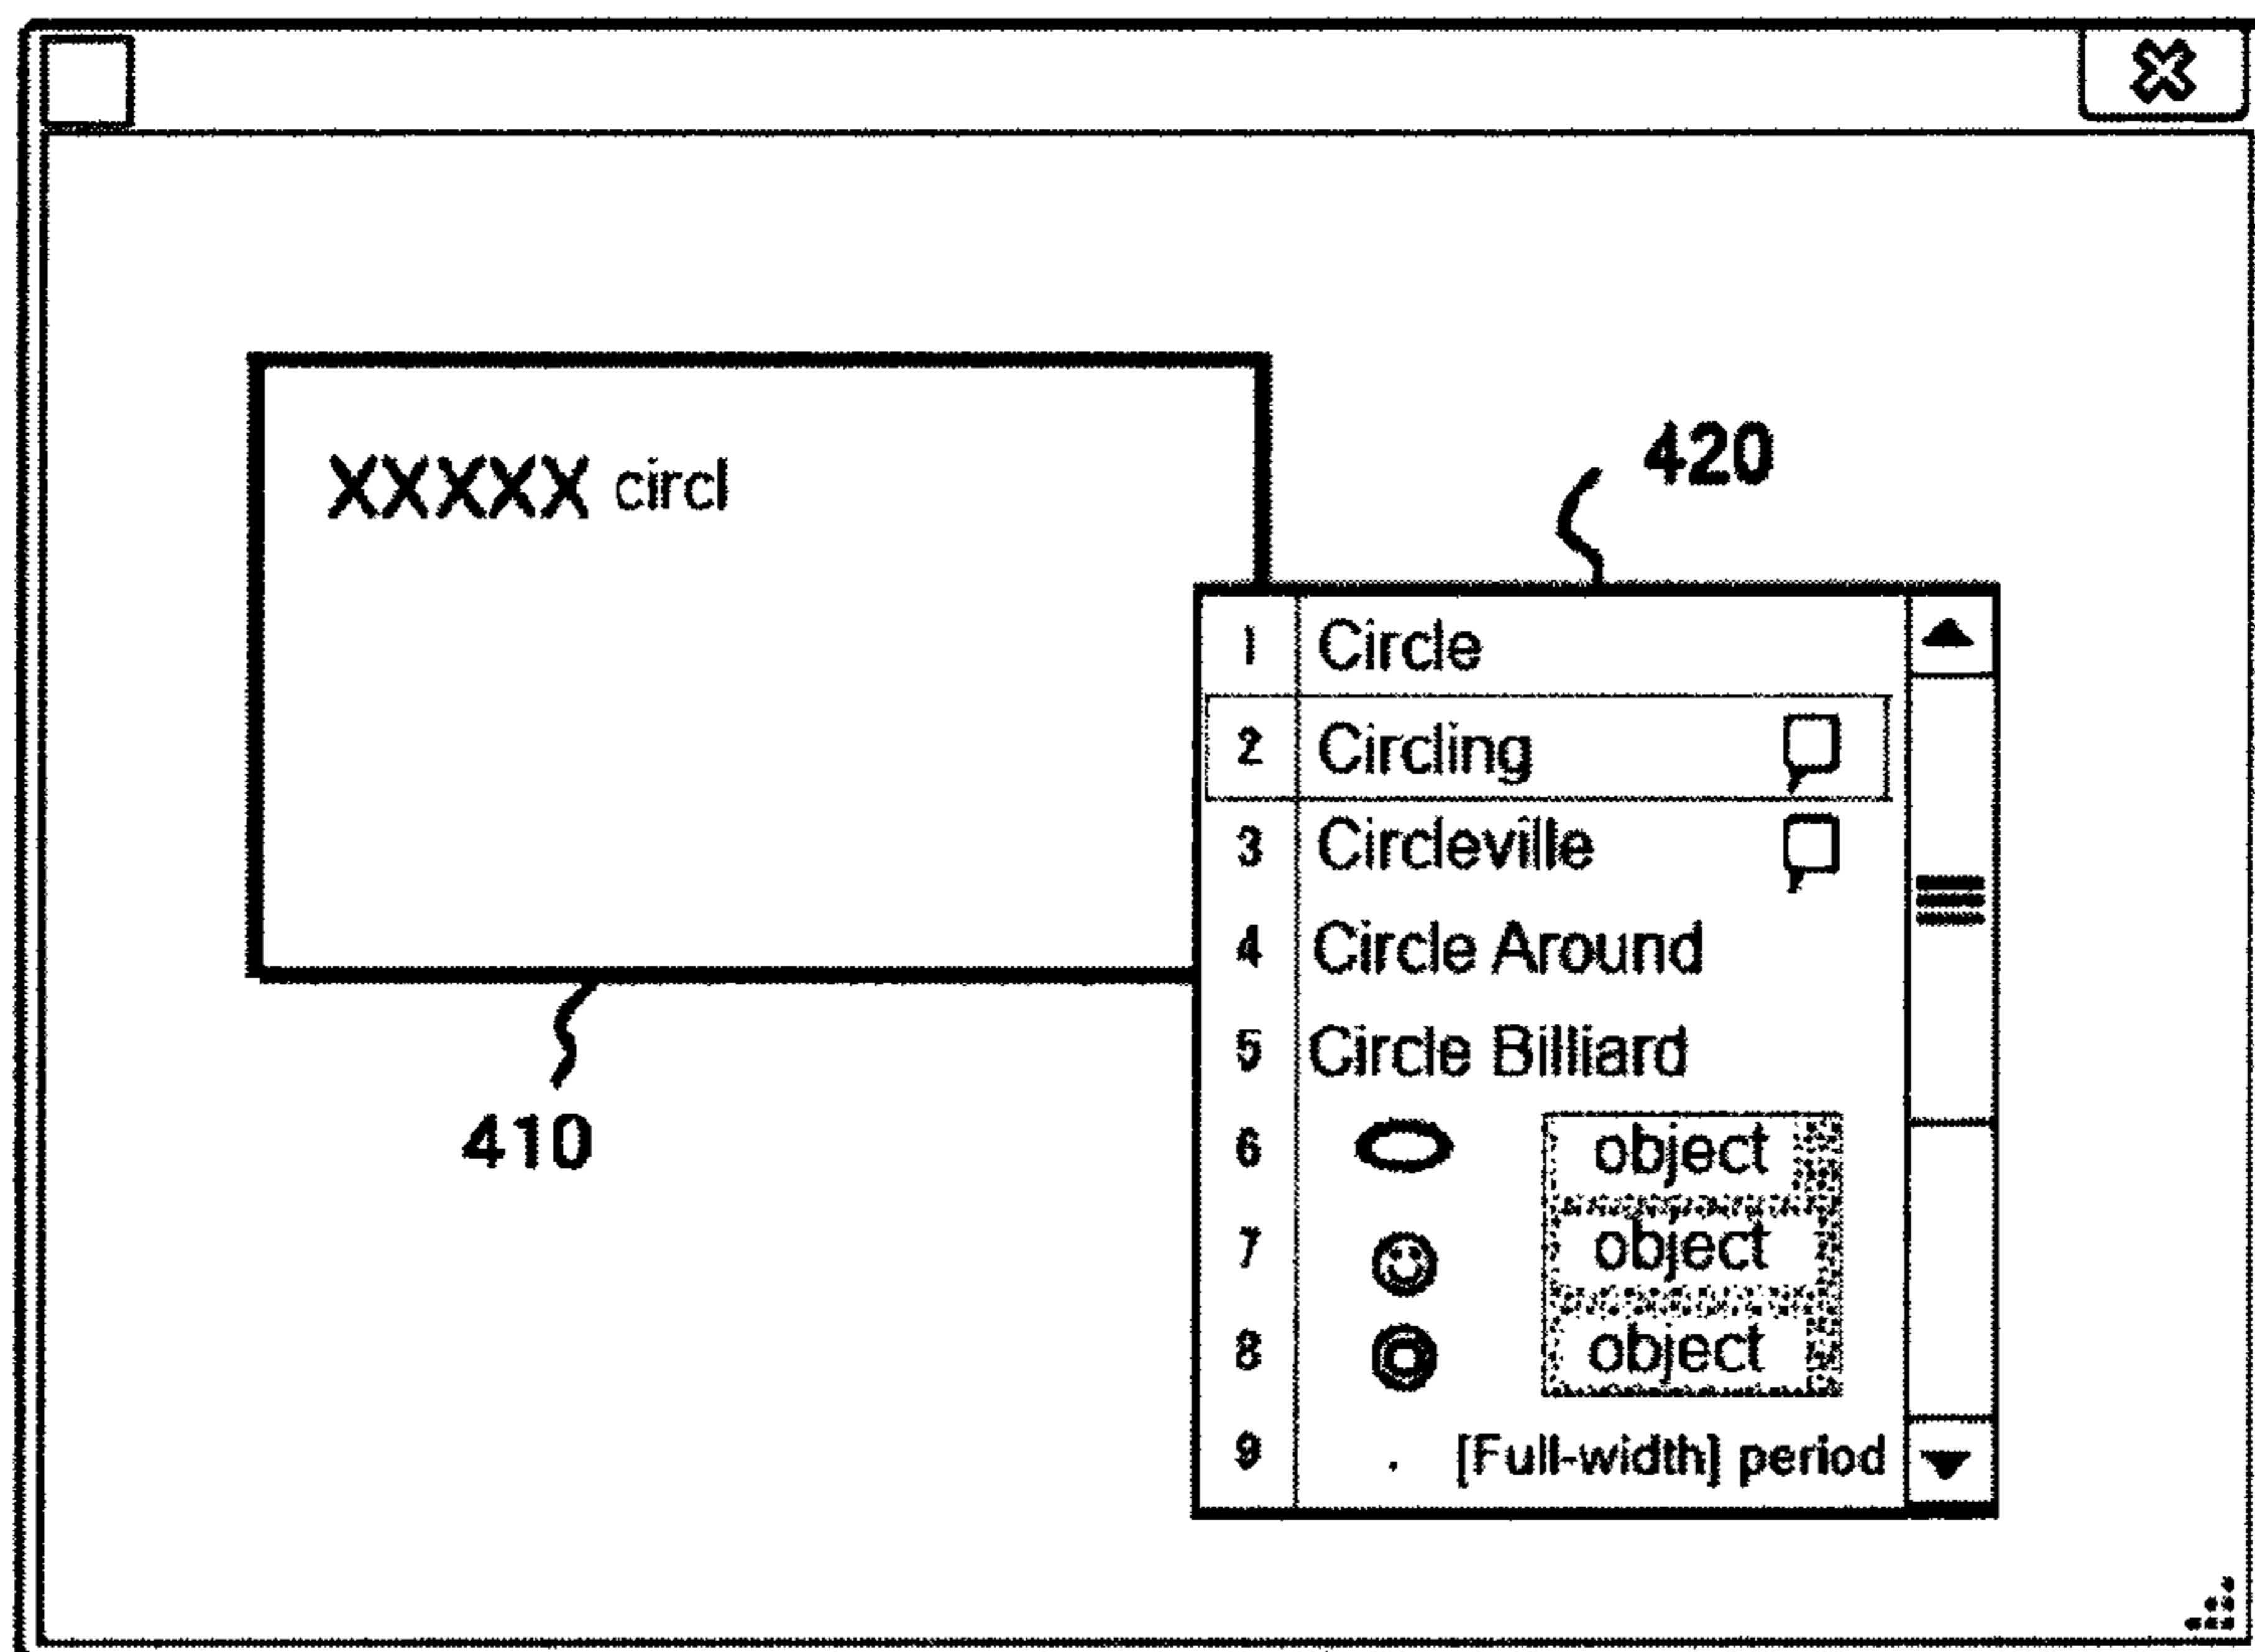 XXXXX circl
420
1 Circle
2 Circling
3 Circleville
4 Circle Around
5 Circle Billiard
6 object
7 object
8 object
9 . [Full-width] period
410